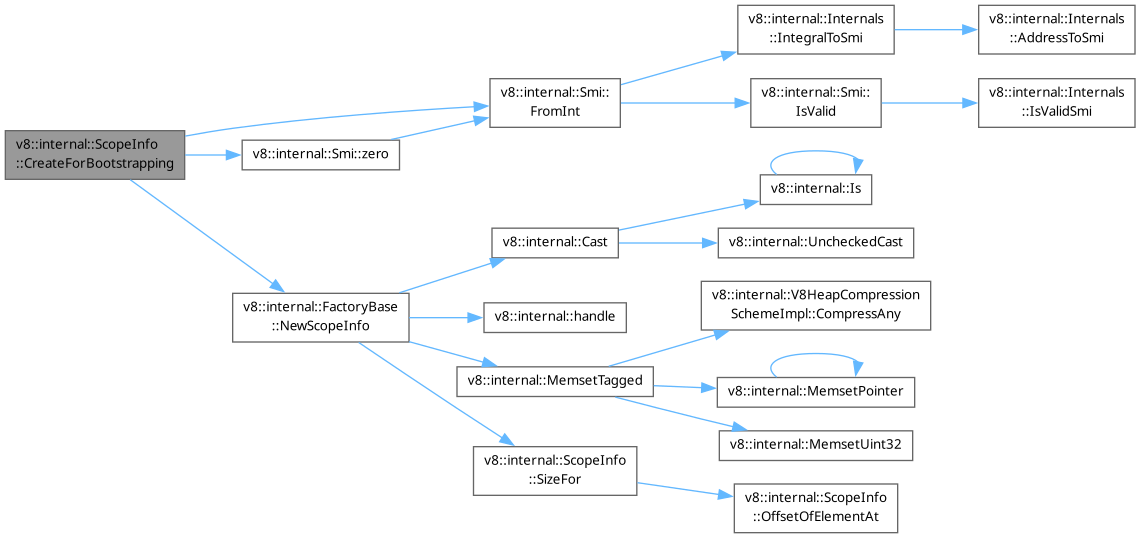 v8::internal::ScopeInfo
::CreateForBootstrapping
v8::internal::Smi::
FromInt
v8::internal::Internals
::IntegralToSmi
v8::internal::Internals
::AddressToSmi
v8::internal::Smi::
IsValid
v8::internal::Internals
::IsValidSmi
v8::internal::Smi::zero
v8::internal::FactoryBase
::NewScopeInfo
v8::internal::Cast
v8::internal::Is
v8::internal::UncheckedCast
v8::internal::handle
v8::internal::MemsetTagged
v8::internal::V8HeapCompression
SchemeImpl::CompressAny
v8::internal::MemsetPointer
v8::internal::MemsetUint32
v8::internal::ScopeInfo
::SizeFor
v8::internal::ScopeInfo
::OffsetOfElementAt